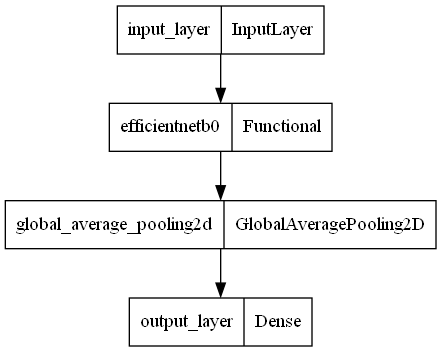 input_layer InputLayer
efficientnetb0 Functional
global_average_pooling2d GlobalAveragePooling2D
output_layer Dense